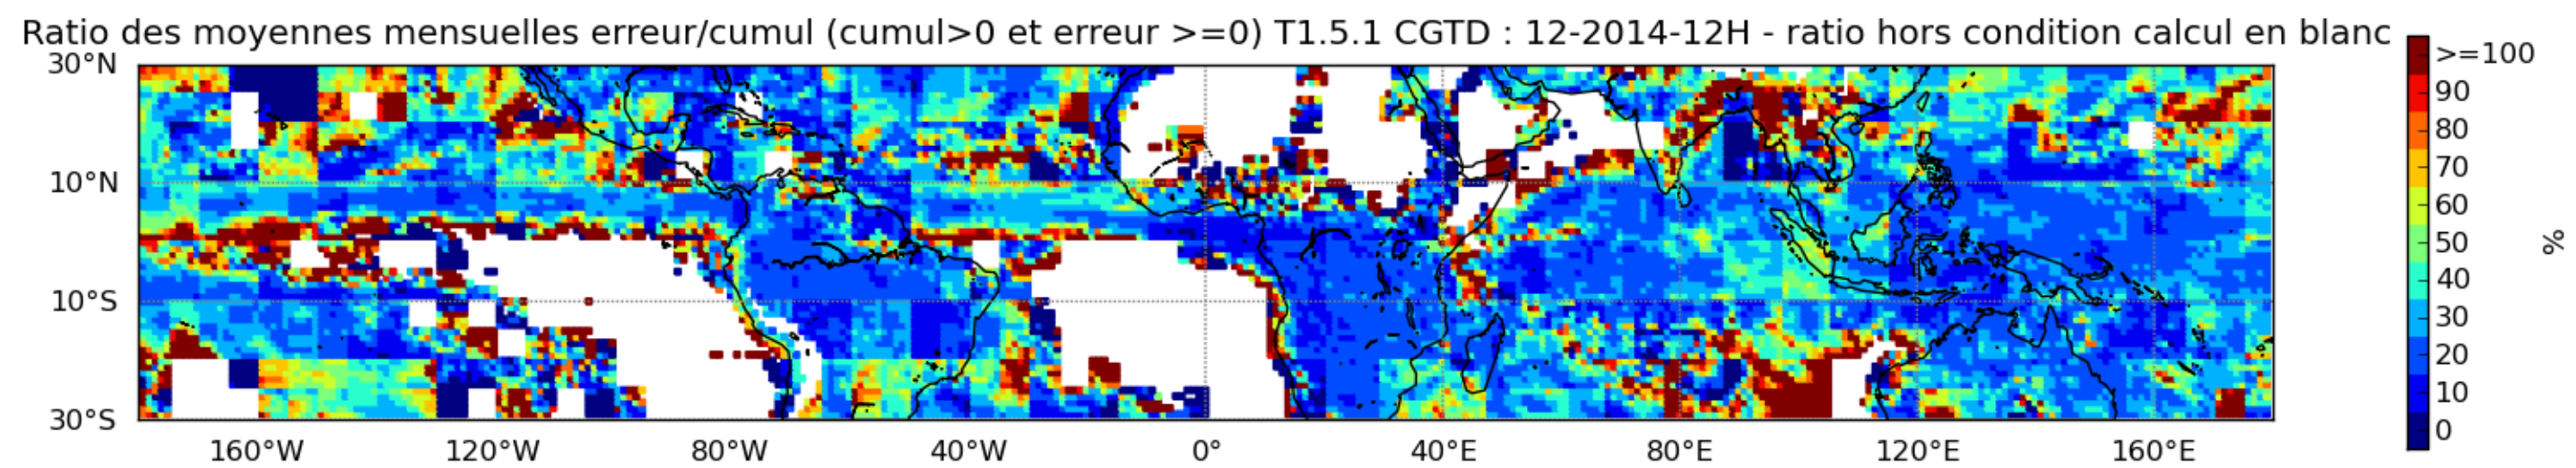 Ratio des moyennes mensuelles erreur/cumul (cumul>0 et erreur >=0) T1.5.1 CGTD : 12-2014-12H - ratio hors condition calcul en blanc
30°N
10°N
10°S
30°S
160°W 120°W 80°W 40°W 0° 40°E 80°E 120°E 160°E
>=100
90
80
70
60
50
40
30
20
10
0
%